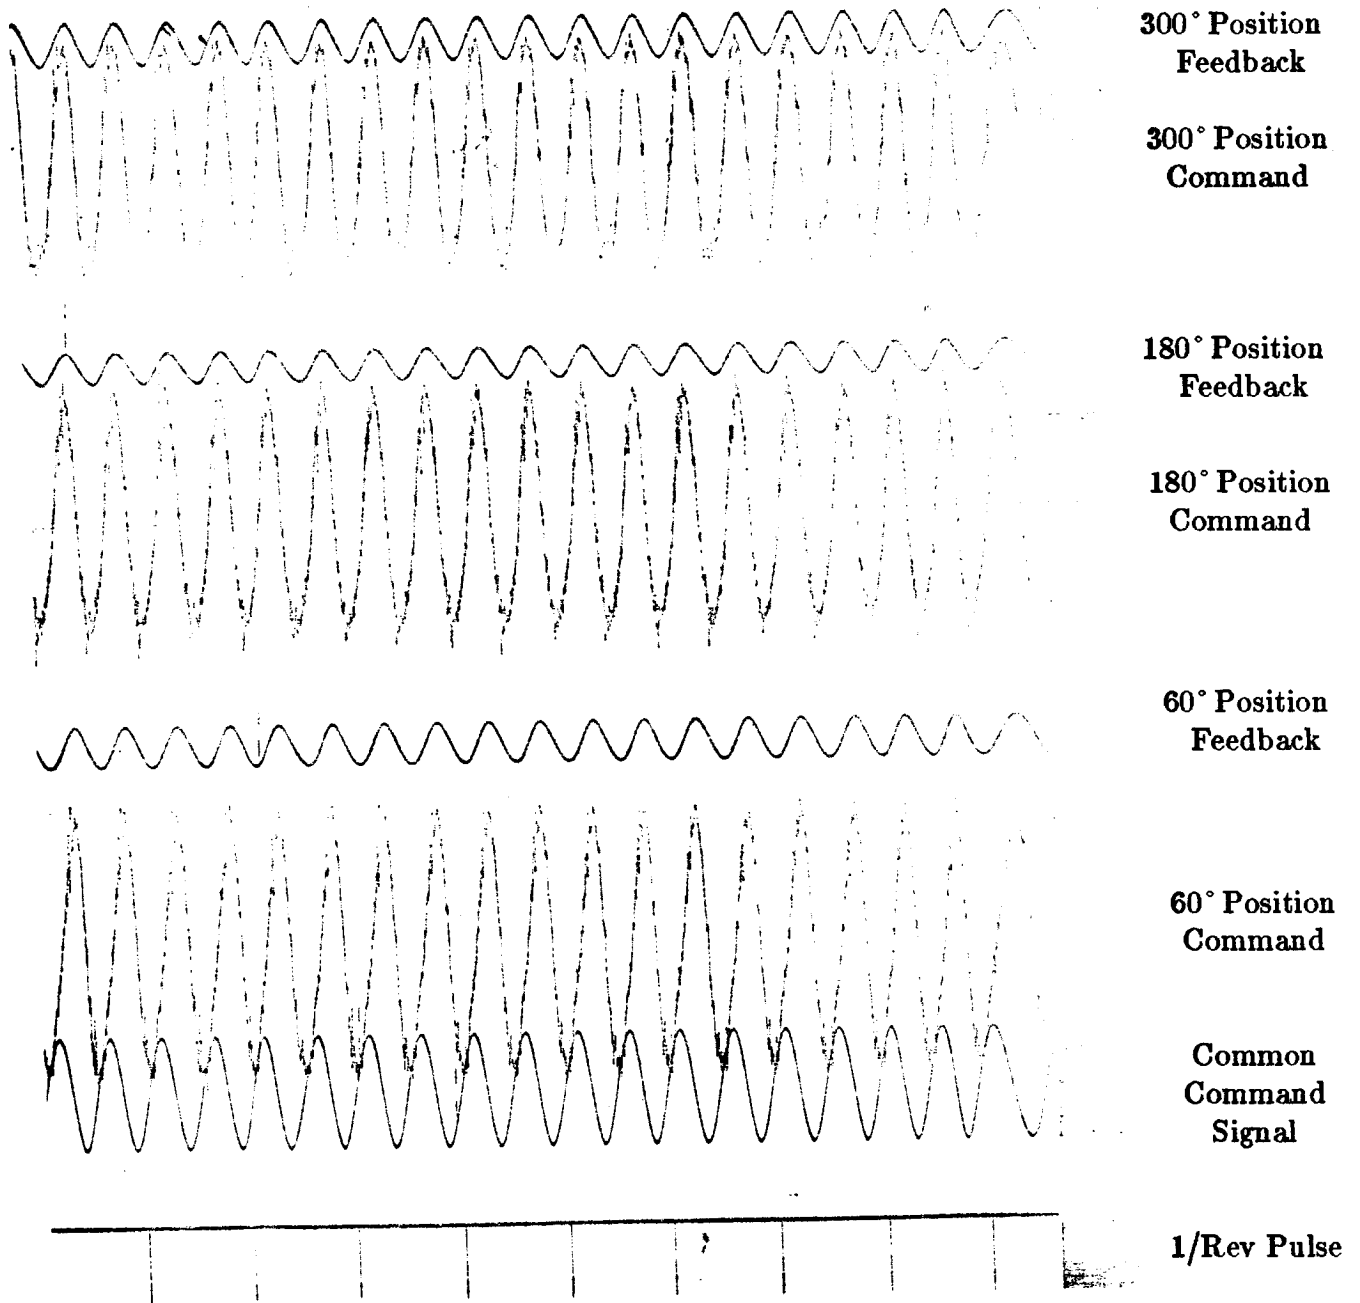 300° Position
Feedback
300° Position
Command
180° Position
Feedback
180° Position
Command
60° Position
Feedback
60° Position
Command
Common
Command
Signal
1/Rev Pulse